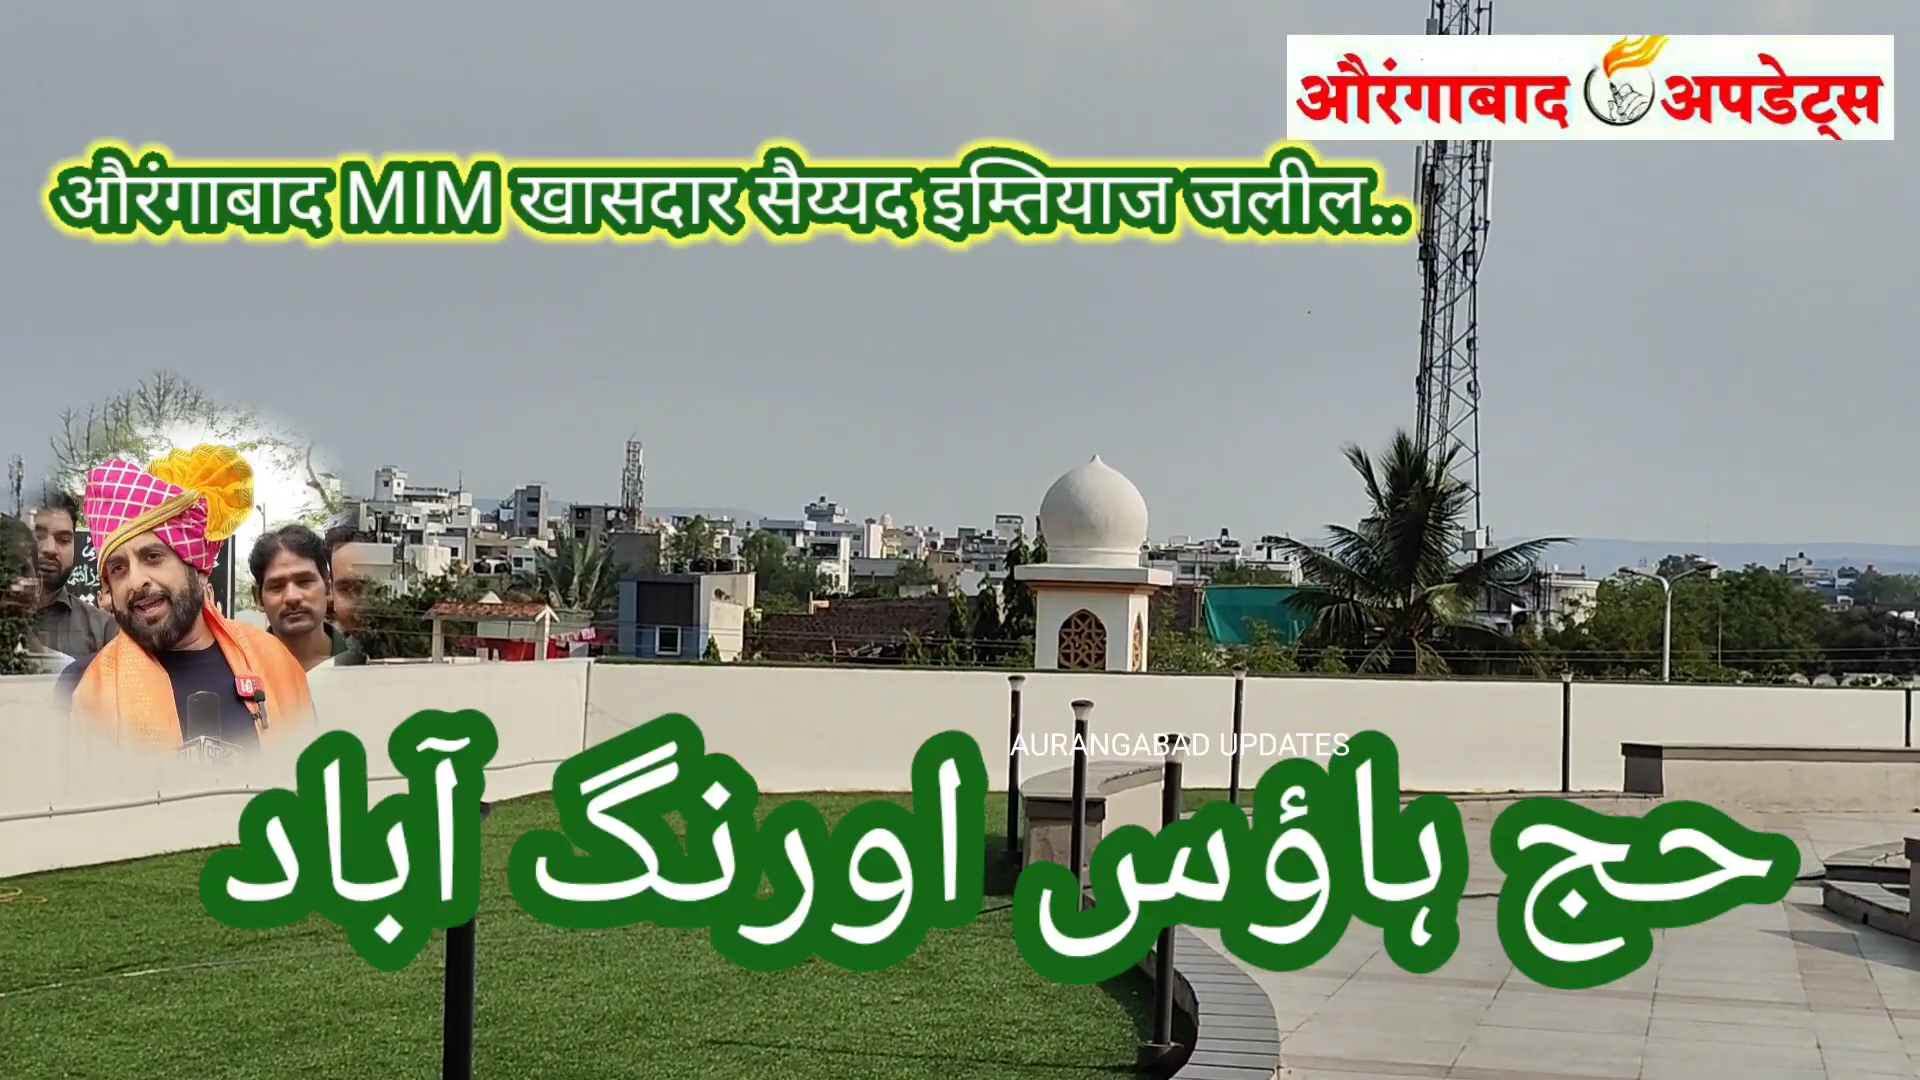 औरंगाबाद अपडेट्स
औरंगाबाद MIM खासदार सैय्यद इम्तियाज जलील..
AURANGABAD UPDATES
حج ہاؤس اورنگ آباد